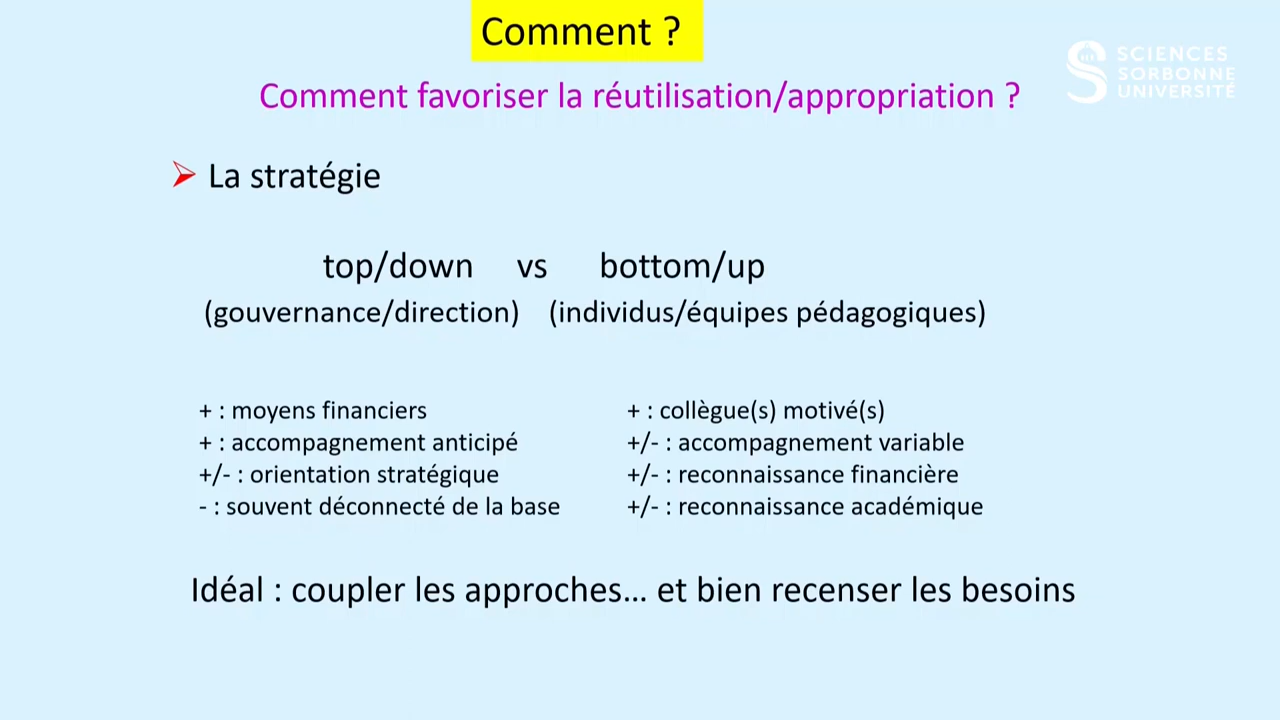 Comment ?
SCIENCES
SORBONNE
UNIVERSITÉ
Comment favoriser la réutilisation/appropriation ?
La stratégie
top/down vs bottom/up
(gouvernance/direction) (individus/équipes pédagogiques)
+ : moyens financiers
+ : accompagnement anticipé
+/- : orientation stratégique
- : souvent déconnecté de la base
+ : collègue(s) motivé(s)
+/- : accompagnement variable
+/- : reconnaissance financière
+/- : reconnaissance académique
Idéal : coupler les approches... et bien recenser les besoins